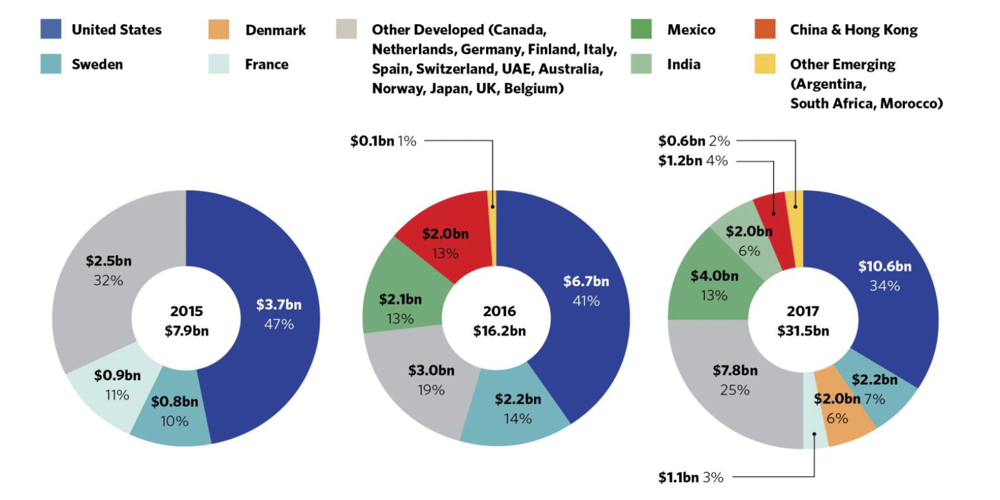 United States
Sweden
Denmark
France
Other Developed (Canada,
Netherlands, Germany, Finland, Italy,
Spain, Switzerland, UAE, Australia,
Norway, Japan, UK, Belgium)
Mexico
India
China & Hong Kong
Other Emerging
(Argentina,
South Africa, Morocco)
$2.5bn
32%
$3.7bn
47%
2015
$7.9bn
$0.9bn
11%
$0.8bn
10%
$0.1bn 1%
$2.0bn
13%
$6.7bn
41%
$2.1bn
13%
2016
$16.2bn
$3.0bn
19%
$2.2bn
14%
$0.6bn 2%
$1.2bn 4%
$2.0bn
6%
$10.6bn
34%
$4.0bn
13%
2017
$31.5bn
$7.8bn
25%
$2.2bn
7%
$2.0bn
6%
$1.1bn 3%